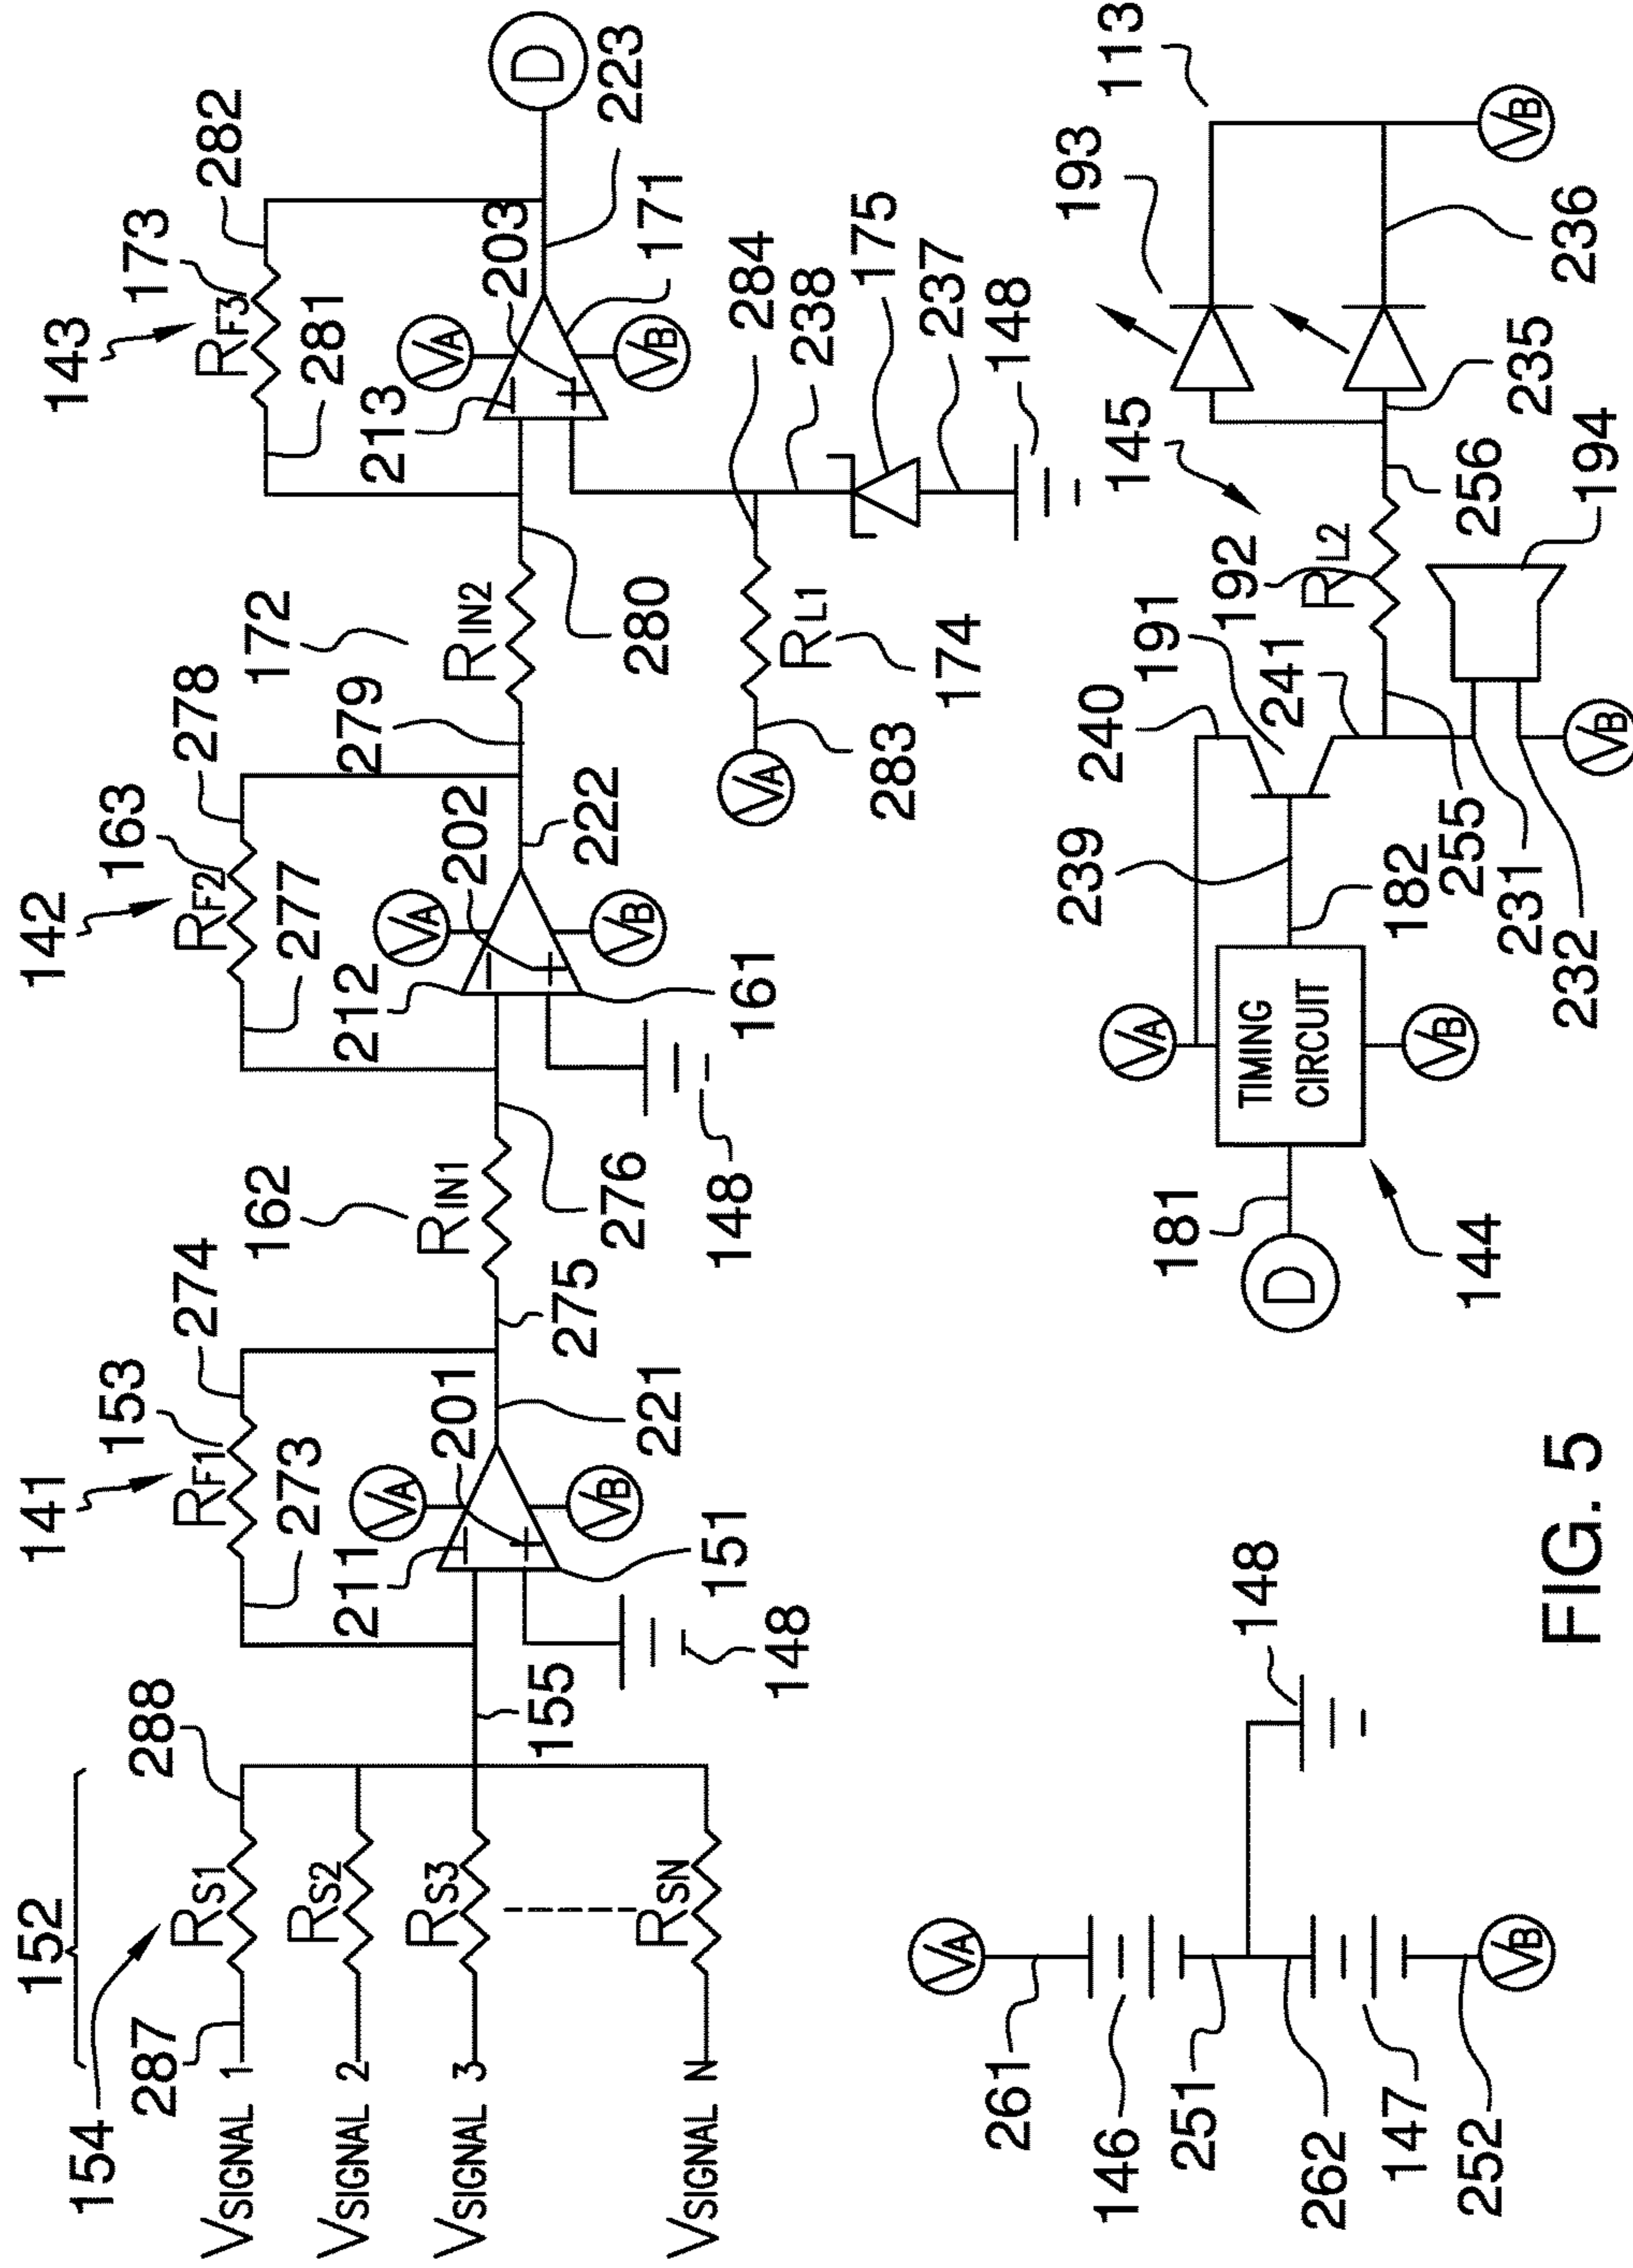 152
154
287
288
VSIGNAL 1
RS1
VSIGNAL 2
RS2
VSIGNAL 3
RS3
VSIGNAL N
RSN
155
141
153
RF1
273
274
211
VA
201
VB
151
148
221
275
162
RIN1
276
142
163
RF2
277
278
212
VA
202
VB
161
148
222
279
172
RIN2
280
143
173
RF3
281
282
213
VA
203
VB
171
D
223
284
238
175
237
148
VA
283
RL1
174
VA
261
146
251
262
147
252
VB
148
FIG. 5
D
181
144
VA
TIMING
CIRCUIT
VB
182
239
240
191
241
255
231
232
VB
192
RL2
145
256
194
235
193
113
236
VB